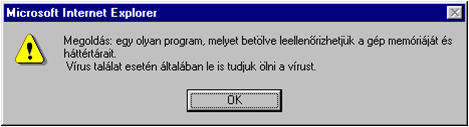 Microsoft Internet Explorer
Megoldás: egy olyan program, melyet betölve leellenőrizhetjük a gép memóriáját és
háttértárait.
Vírus találat esetén általában le is tudjuk ölni a vírust.
OK